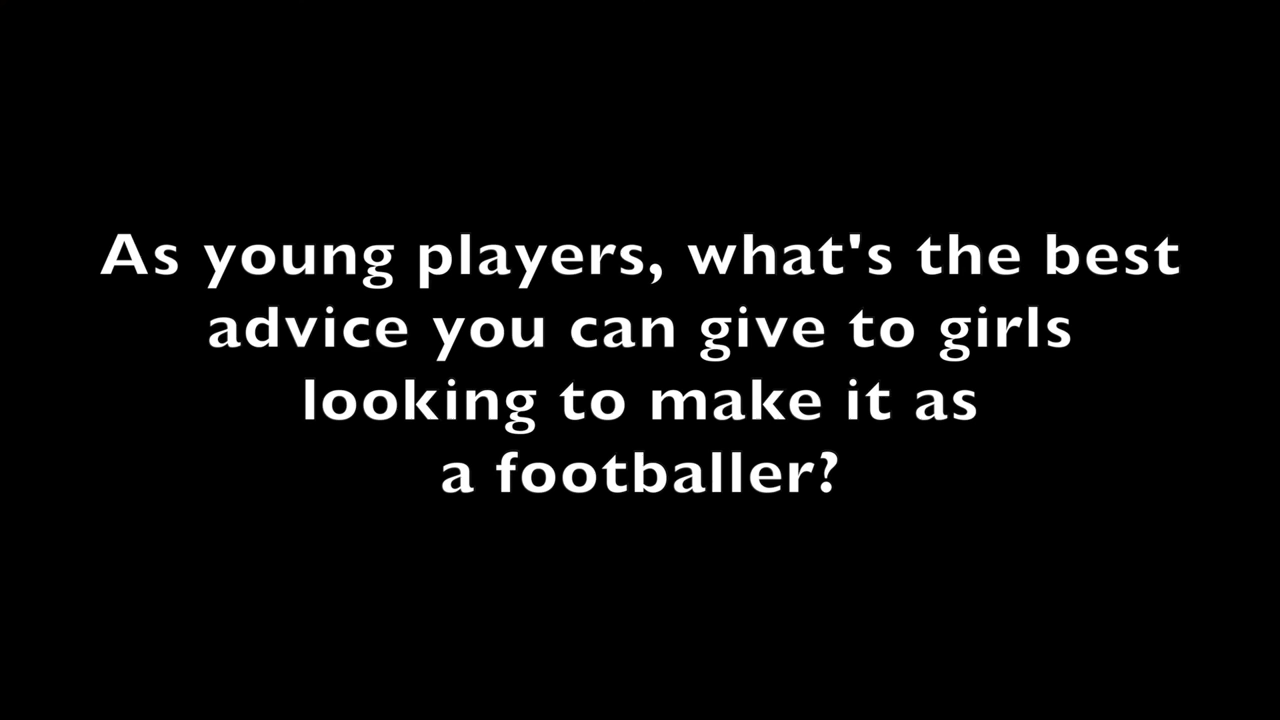 As young players, what's the best
advice you can give to girls
looking to make it as
a footballer?